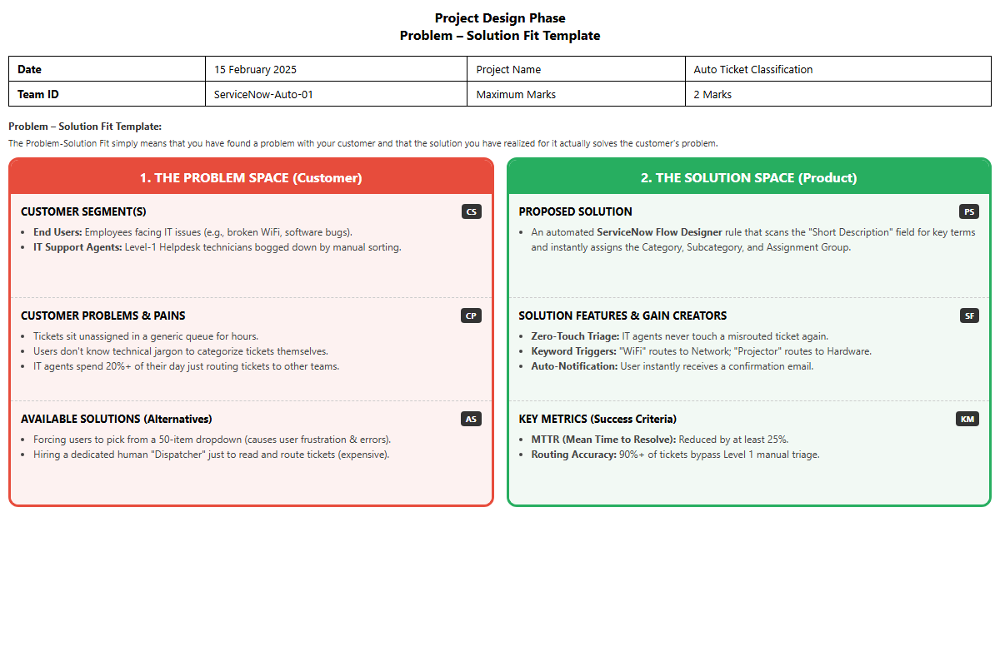 Project Design Phase
Problem – Solution Fit Template
Date 15 February 2025 Project Name Auto Ticket Classification
Team ID ServiceNow-Auto-01 Maximum Marks 2 Marks
Problem – Solution Fit Template:
The Problem-Solution Fit simply means that you have found a problem with your customer and that the solution you have realized for it actually solves the customer's problem.
1. THE PROBLEM SPACE (Customer)
CUSTOMER SEGMENT(S) CS
• End Users: Employees facing IT issues (e.g., broken WiFi, software bugs).
• IT Support Agents: Level-1 Helpdesk technicians bogged down by manual sorting.
CUSTOMER PROBLEMS & PAINS CP
• Tickets sit unassigned in a generic queue for hours.
• Users don't know technical jargon to categorize tickets themselves.
• IT agents spend 20%+ of their day just routing tickets to other teams.
AVAILABLE SOLUTIONS (Alternatives) AS
• Forcing users to pick from a 50-item dropdown (causes user frustration & errors).
• Hiring a dedicated human "Dispatcher" just to read and route tickets (expensive).
2. THE SOLUTION SPACE (Product)
PROPOSED SOLUTION PS
• An automated ServiceNow Flow Designer rule that scans the "Short Description" field for key terms
and instantly assigns the Category, Subcategory, and Assignment Group.
SOLUTION FEATURES & GAIN CREATORS SF
• Zero-Touch Triage: IT agents never touch a misrouted ticket again.
• Keyword Triggers: "WiFi" routes to Network; "Projector" routes to Hardware.
• Auto-Notification: User instantly receives a confirmation email.
KEY METRICS (Success Criteria) KM
• MTTR (Mean Time to Resolve): Reduced by at least 25%.
• Routing Accuracy: 90%+ of tickets bypass Level 1 manual triage.